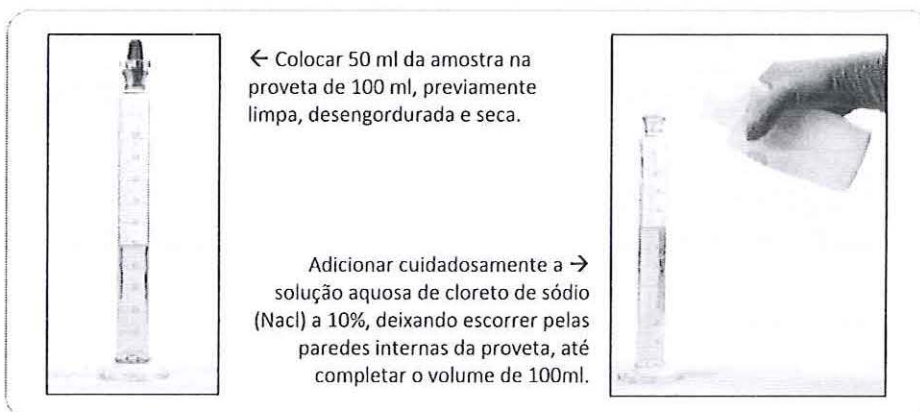 ← Colocar 50 ml da amostra na
proveta de 100 ml, previamente
limpa, desengordurada e seca.
Adicionar cuidadosamente a →
solução aquosa de cloreto de sódio
(Nacl) a 10%, deixando escorrer pelas
paredes internas da proveta, até
completar o volume de 100ml.